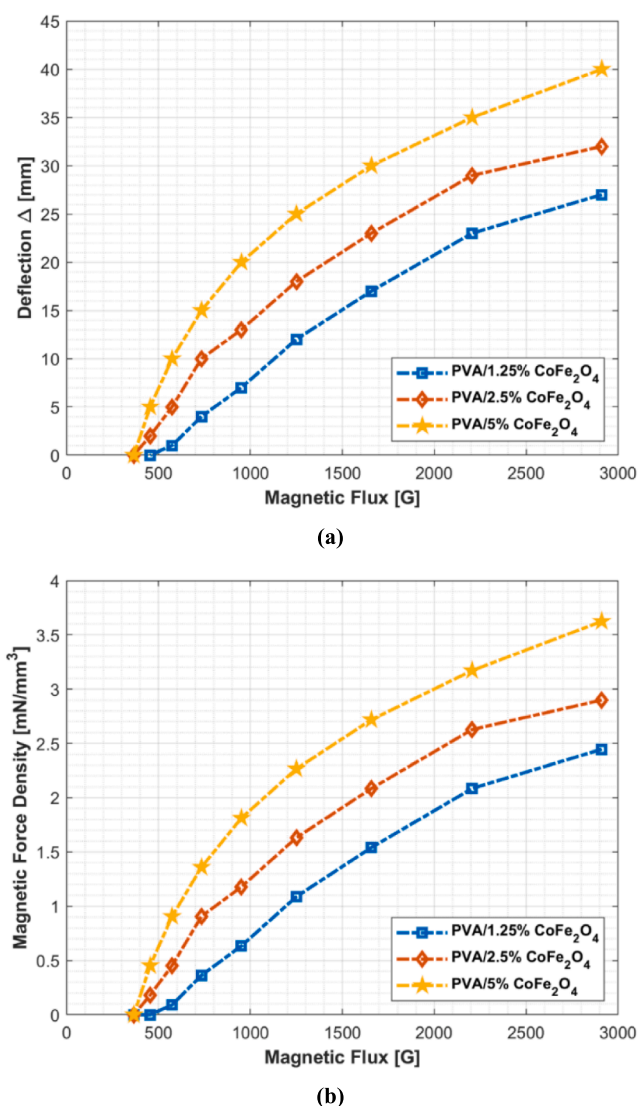 45
40
35
30
25
20
15
10
5
0
Deflection Δ [mm]
PVA/1.25% CoFe₂O₄
PVA/2.5% CoFe₂O₄
PVA/5% CoFe₂O₄
0 500 1000 1500 2000 2500 3000
Magnetic Flux [G]
(a)
4
3.5
3
2.5
2
1.5
1
0.5
0
Magnetic Force Density [mN/mm³]
PVA/1.25% CoFe₂O₄
PVA/2.5% CoFe₂O₄
PVA/5% CoFe₂O₄
0 500 1000 1500 2000 2500 3000
Magnetic Flux [G]
(b)